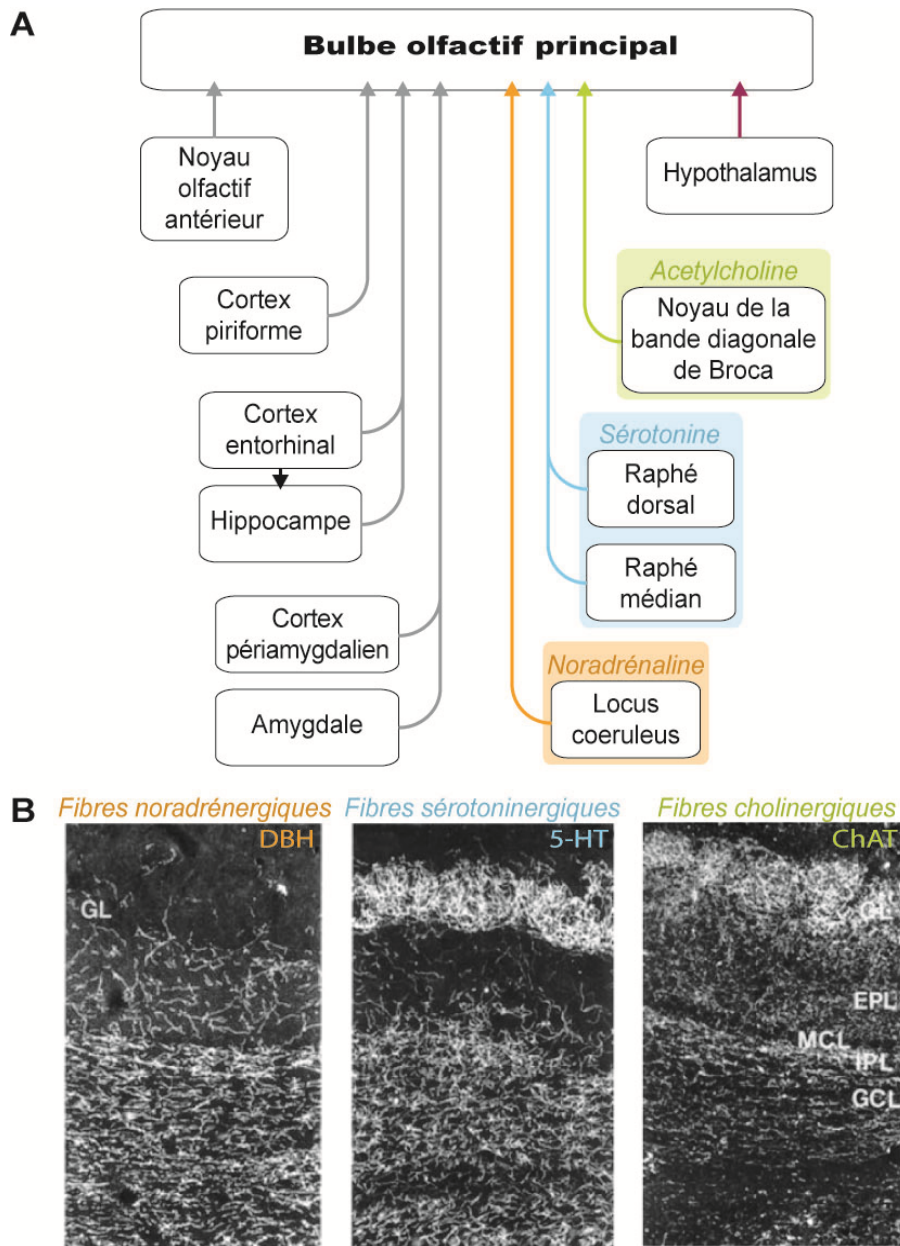 A
Bulbe olfactif principal
Noyau
olfactif
antérieur
Hypothalamus
Acetylcholine
Cortex
piriforme
Noyau de la
bande diagonale
de Broca
Cortex
entorhinal
Sérotonine
Raphé
dorsal
Hippocampe
Raphé
médian
Cortex
périamygdalien
Noradrénaline
Amygdale
Locus
coeruleus
B
Fibres noradrénergiques
DBH
GL
Fibres sérotoninergiques
5-HT
Fibres cholinergiques
ChAT
GL
EPL
MCL
IPL
GCL